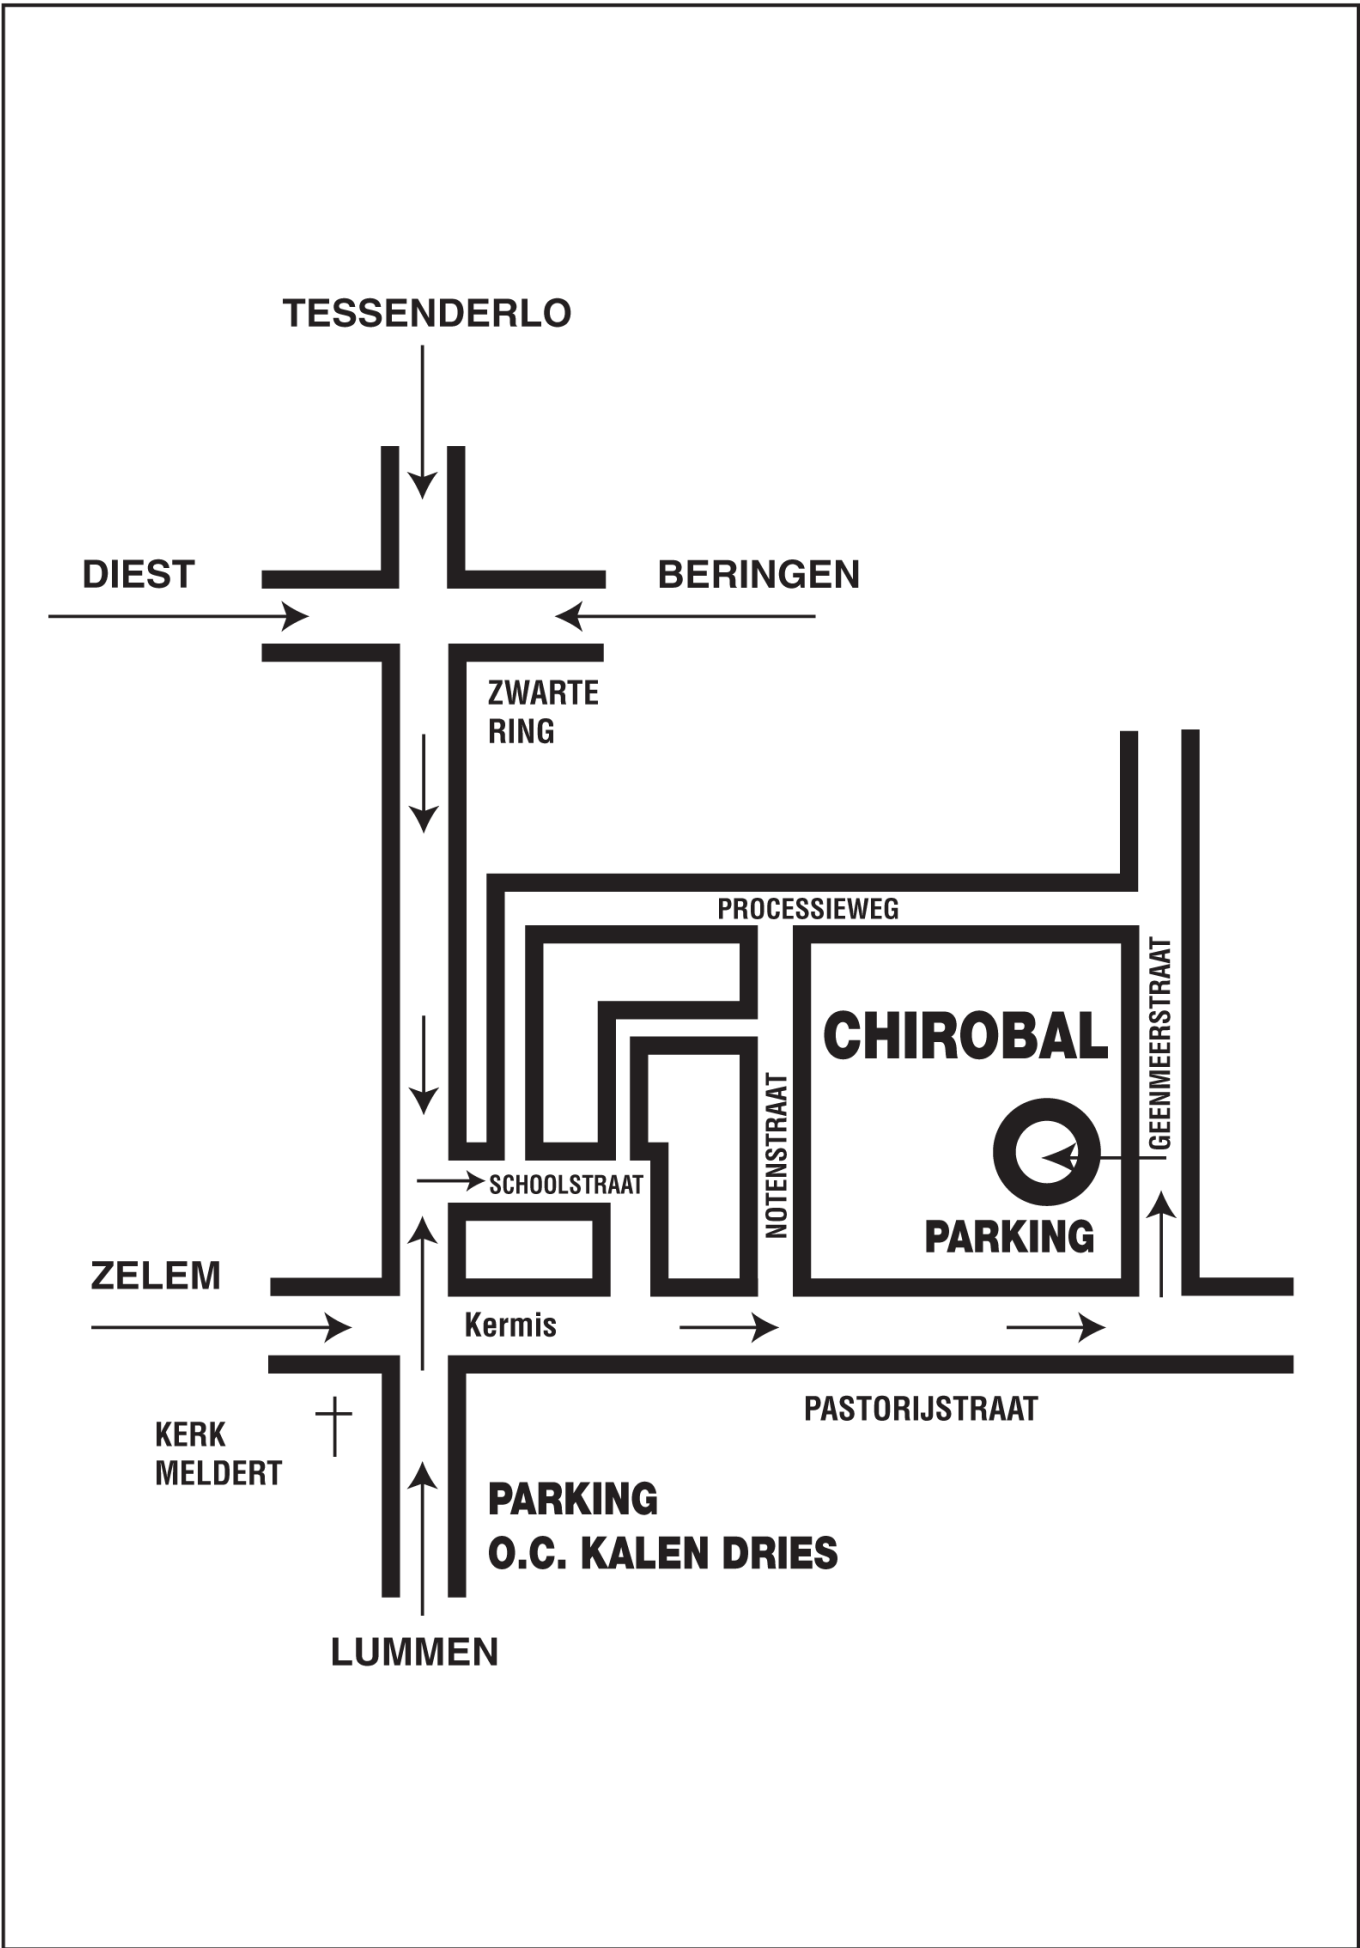 TESSENDERLO
DIEST
BERINGEN
ZWARTE
RING
PROCESSIEWEG
CHIROBAL
GEENMEERSTRAAT
NOTENSTRAAT
SCHOOLSTRAAT
PARKING
ZELEM
Kermis
PASTORIJSTRAAT
KERK
MELDERT
PARKING
O.C. KALEN DRIES
LUMMEN